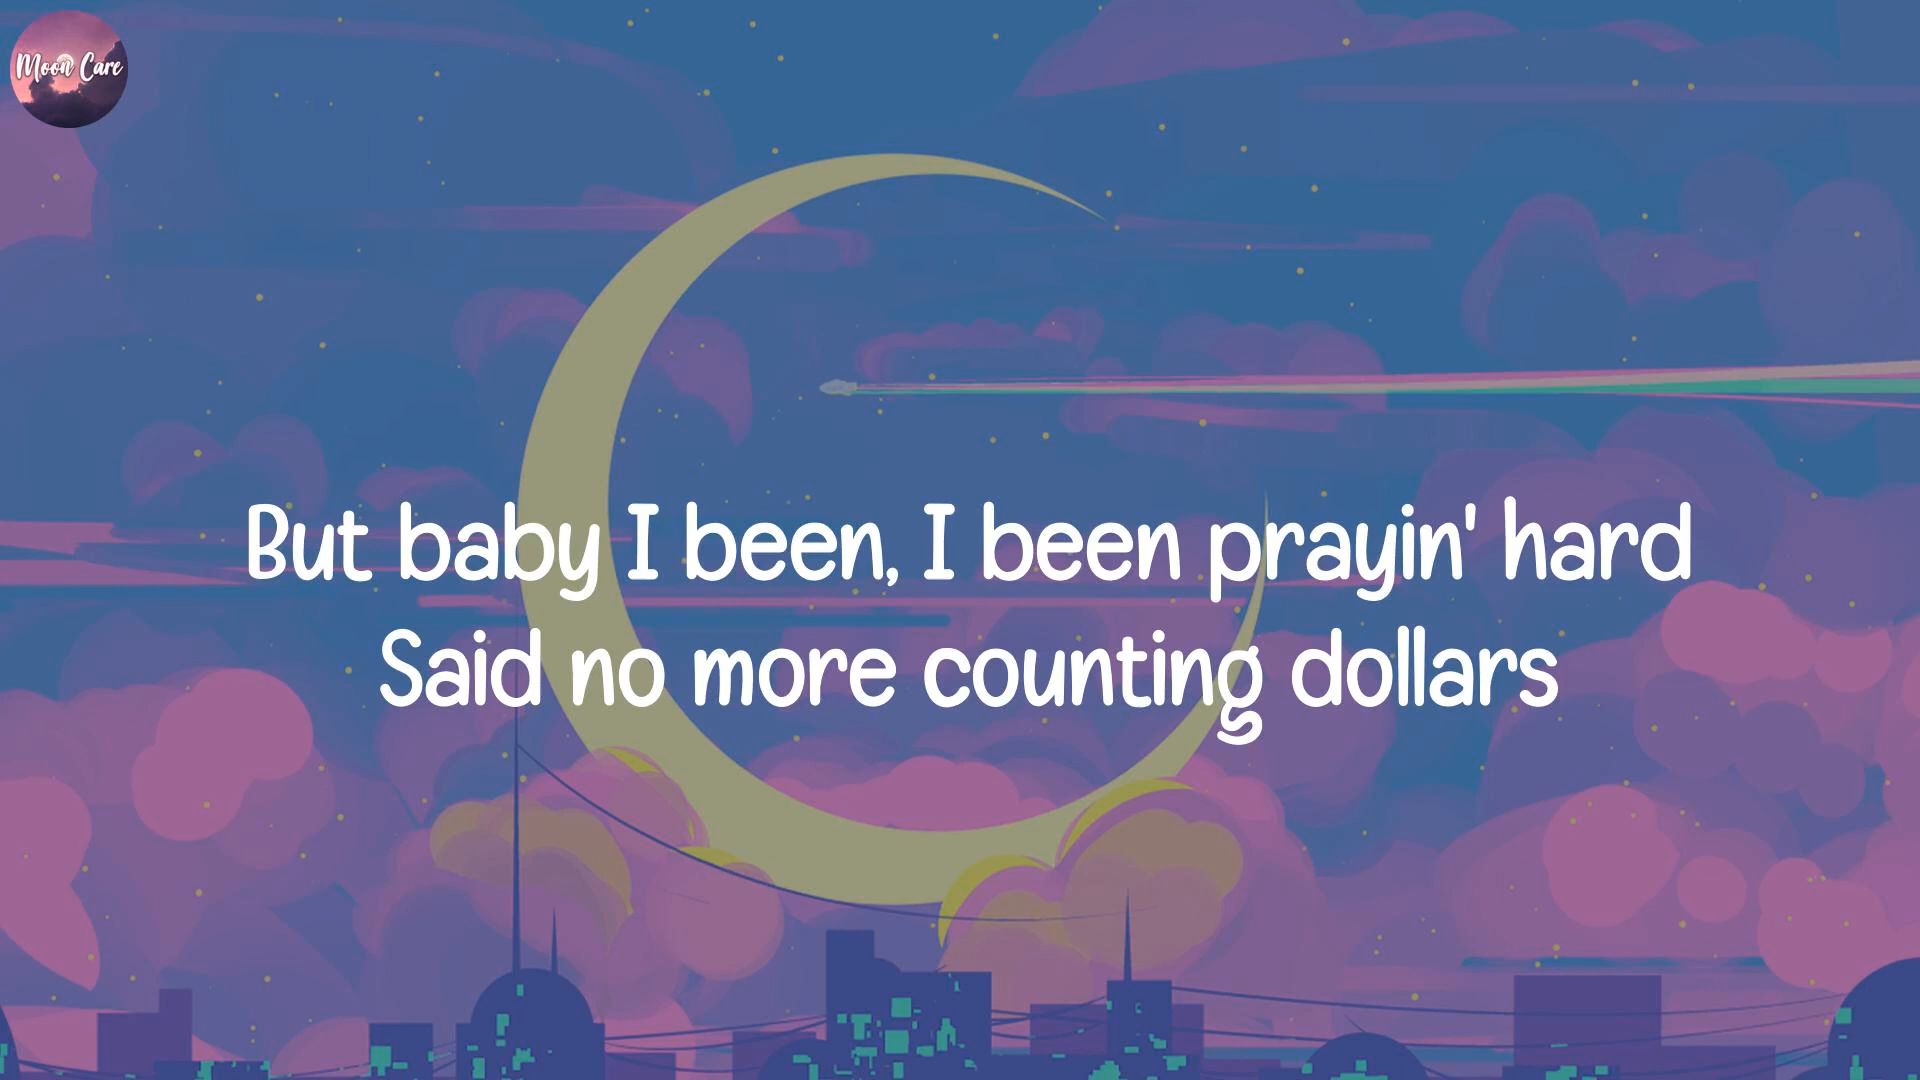 Moon Care
But baby I been, I been prayin' hard
Said no more counting dollars